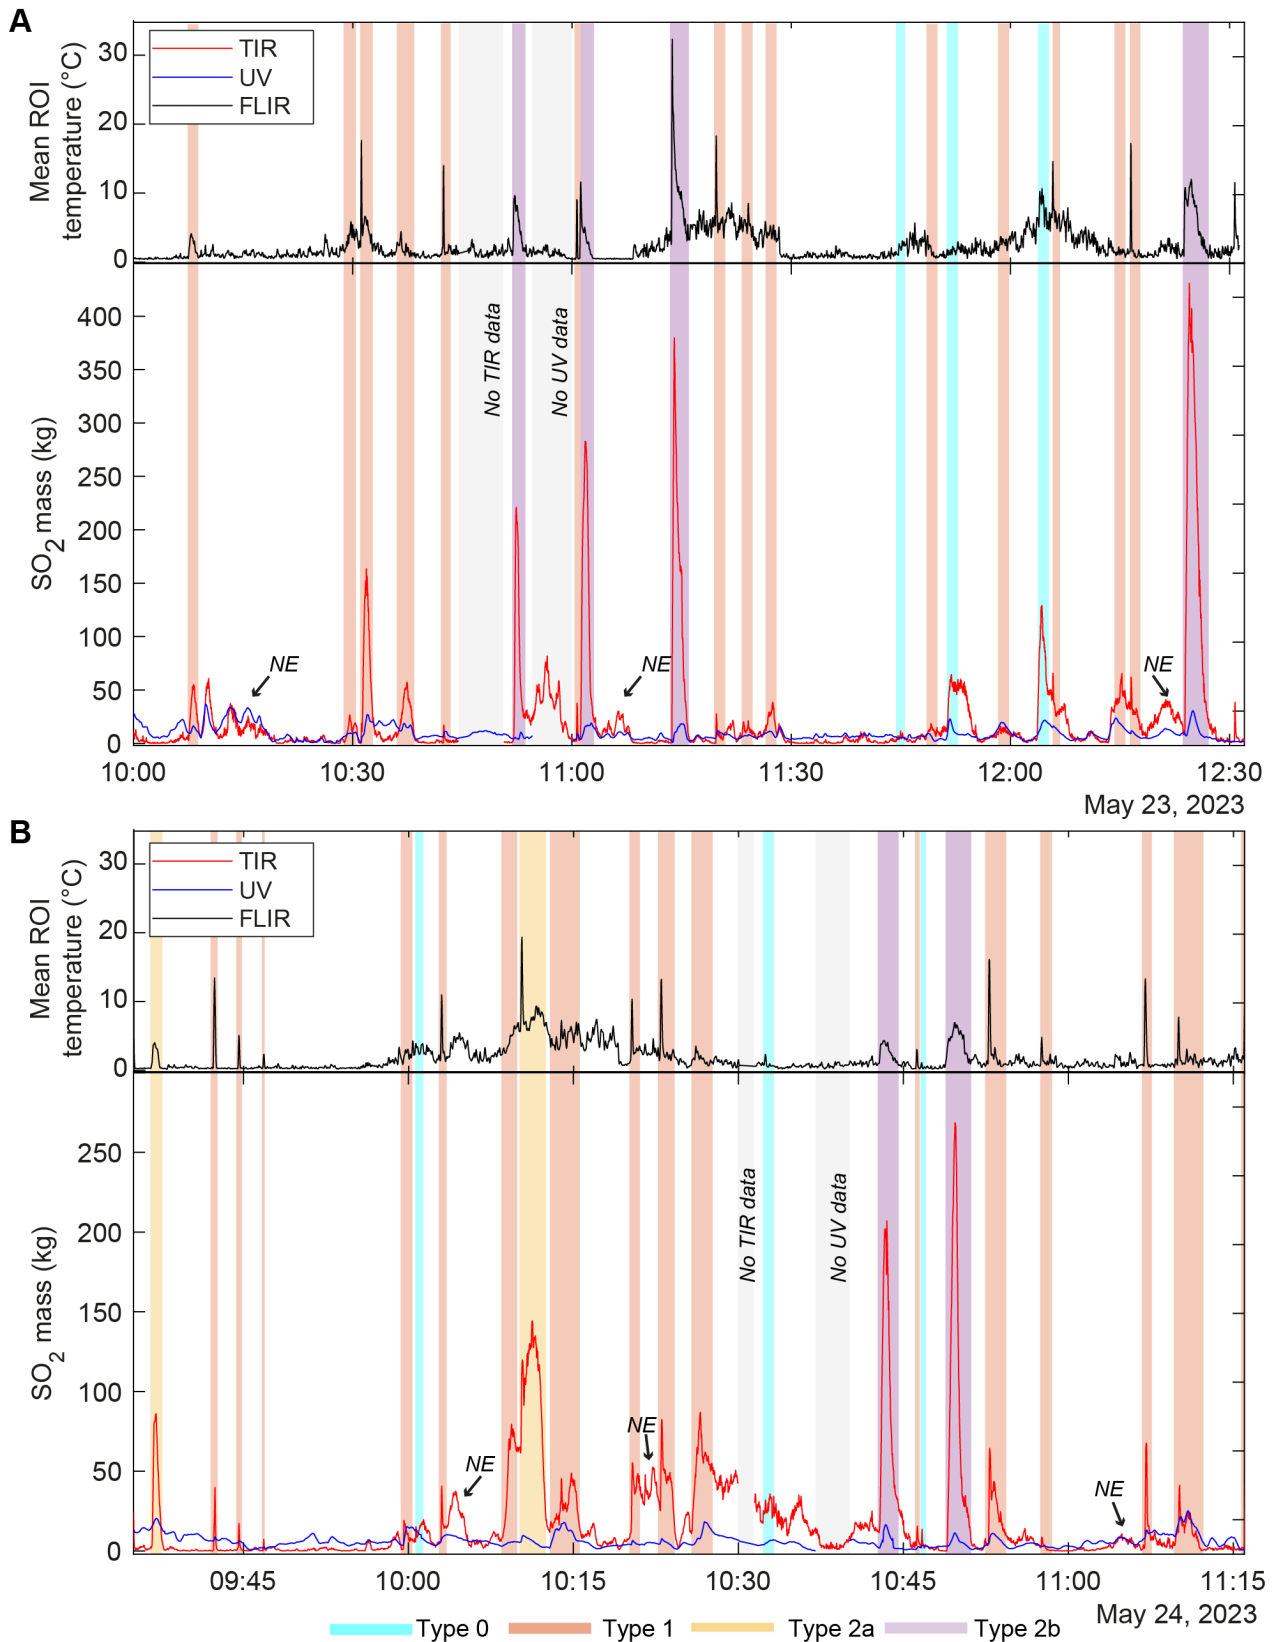 A
TIR
UV
FLIR
Mean ROI
temperature (°C)
30
20
10
0
No TIR data
No UV data
SO2 mass (kg)
400
350
300
250
200
150
100
50
0
NE
NE
NE
10:00 10:30 11:00 11:30 12:00 12:30
May 23, 2023
B
TIR
UV
FLIR
Mean ROI
temperature (°C)
30
20
10
0
No TIR data
No UV data
SO2 mass (kg)
250
200
150
100
50
0
NE
NE
NE
09:45 10:00 10:15 10:30 10:45 11:00 11:15
May 24, 2023
Type 0 Type 1 Type 2a Type 2b